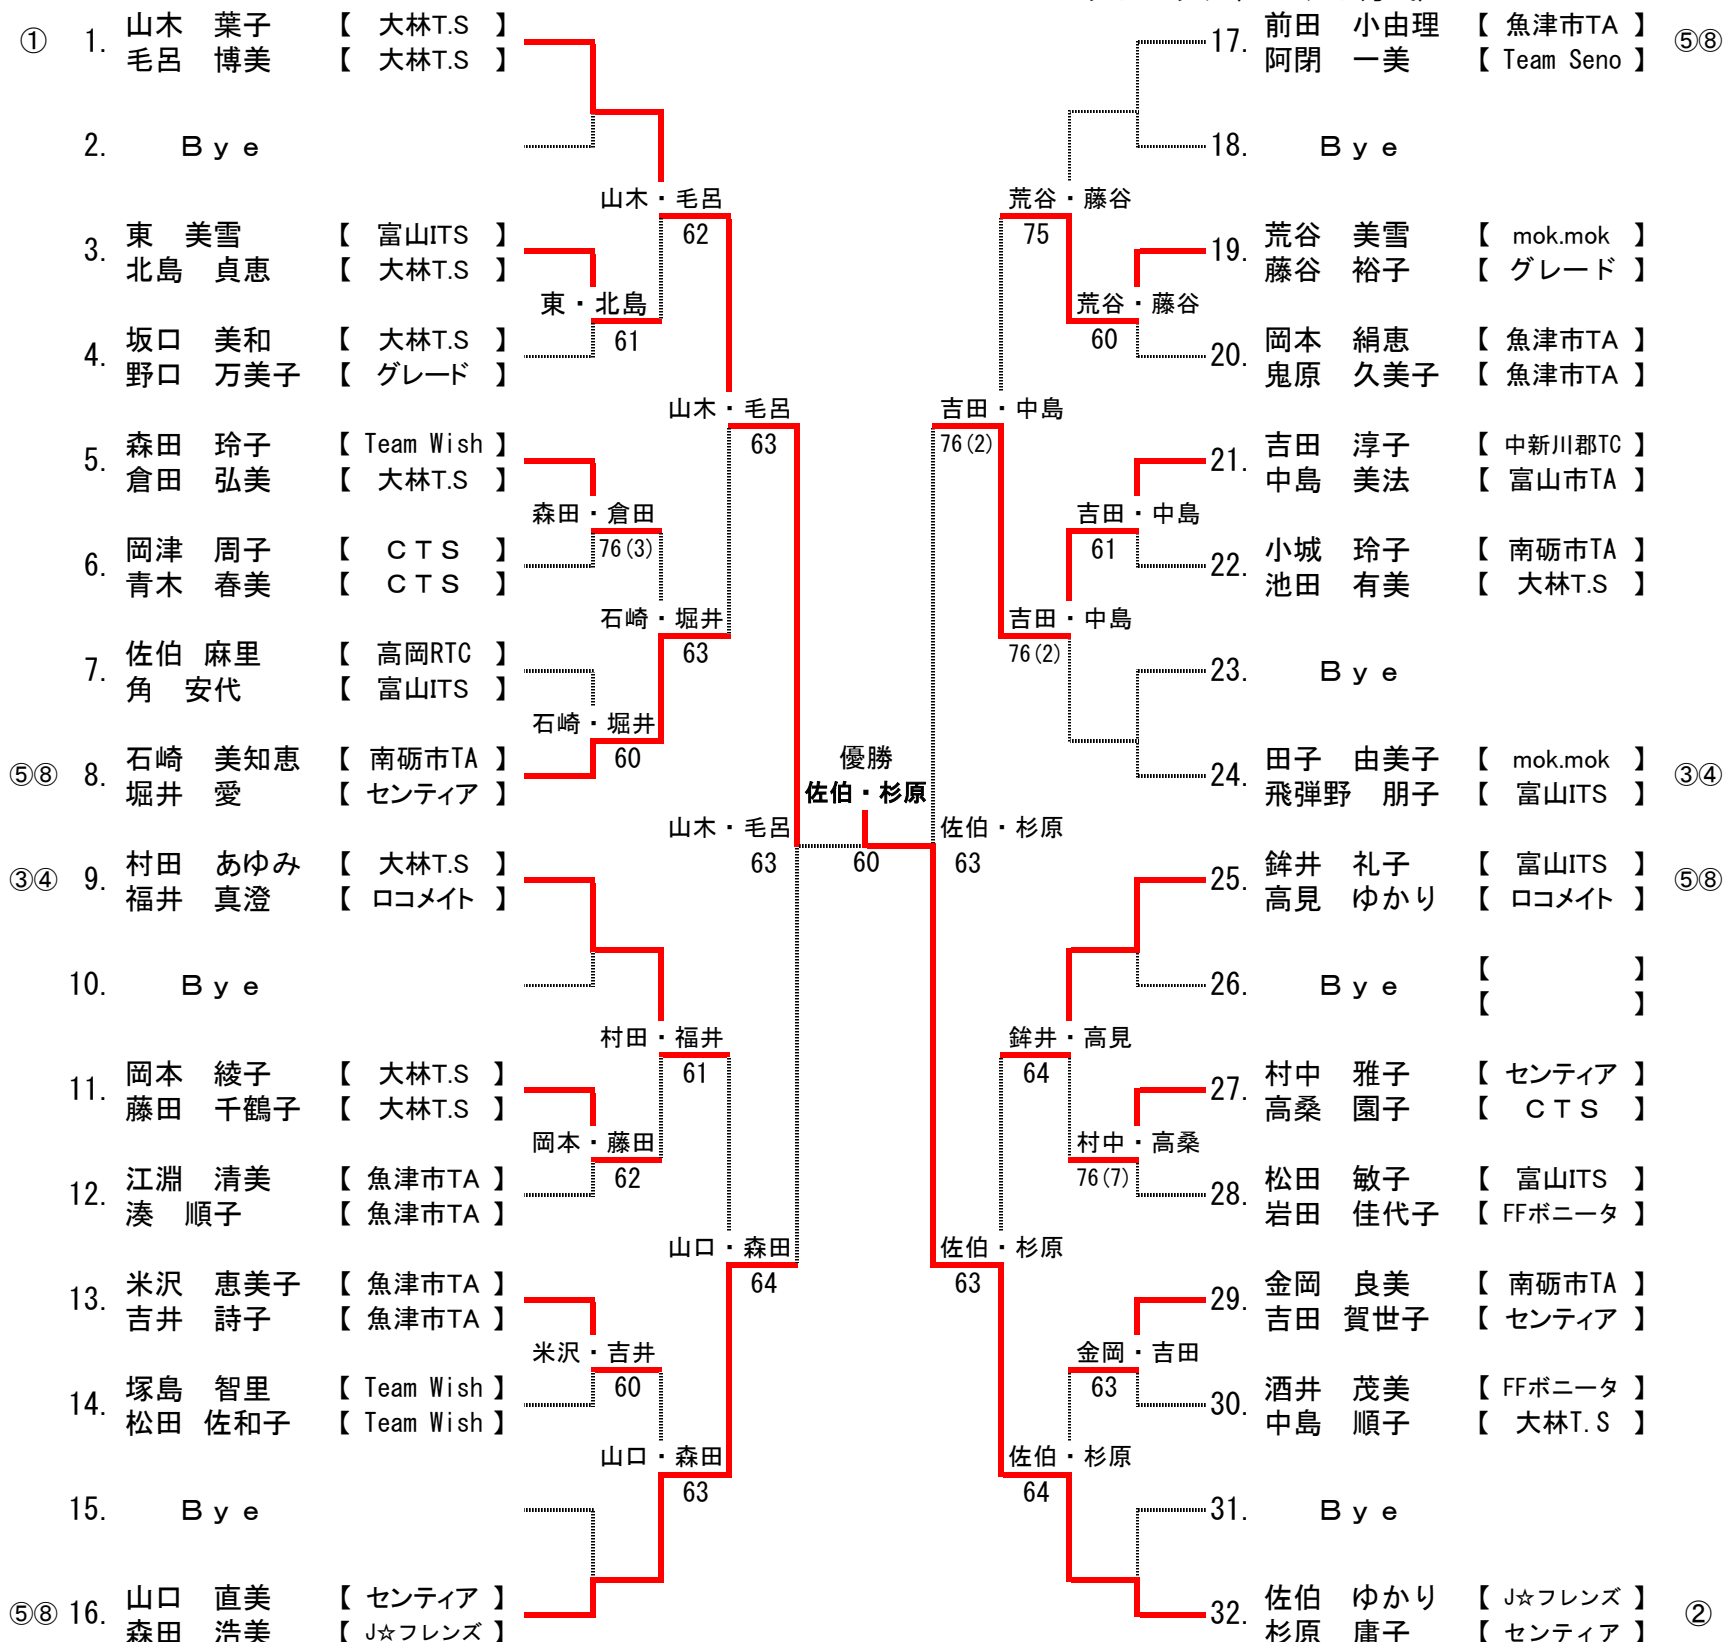 ① 1. 山木 葉子 【 大林T.S 】
毛呂 博美 【 大林T.S 】
2. Bye
3. 東 美雪 【 富山ITS 】
北島 貞恵 【 大林T.S 】
4. 坂口 美和 【 大林T.S 】
野口 万美子 【 グレード 】
5. 森田 玲子 【 Team Wish 】
倉田 弘美 【 大林T.S 】
6. 岡津 周子 【 CTS 】
青木 春美 【 CTS 】
7. 佐伯 麻里 【 高岡RTC 】
角 安代 【 富山ITS 】
⑤⑧ 8. 石崎 美知恵 【 南砺市TA 】
堀井 愛 【 センティア 】
③④ 9. 村田 あゆみ 【 大林T.S 】
福井 真澄 【 ロコメイト 】
10. Bye
11. 岡本 綾子 【 大林T.S 】
藤田 千鶴子 【 大林T.S 】
12. 江淵 清美 【 魚津市TA 】
湊 順子 【 魚津市TA 】
13. 米沢 恵美子 【 魚津市TA 】
吉井 詩子 【 魚津市TA 】
14. 塚島 智里 【 Team Wish 】
松田 佐和子 【 Team Wish 】
15. Bye
⑤⑧ 16. 山口 直美 【 センティア 】
森田 浩美 【 J☆フレンズ 】
東・北島
61
森田・倉田
76(3)
石崎・堀井
60
岡本・藤田
62
米沢・吉井
60
山木・毛呂
62
石崎・堀井
63
村田・福井
61
山口・森田
63
山木・毛呂
63
山口・森田
64
山木・毛呂
63
優勝
佐伯・杉原
60
佐伯・杉原
63
吉田・中島
76(2)
佐伯・杉原
63
荒谷・藤谷
75
吉田・中島
76(2)
鉾井・高見
64
佐伯・杉原
64
荒谷・藤谷
60
吉田・中島
61
村中・高桑
76(7)
金岡・吉田
63
17. 前田 小由理 【 魚津市TA 】 ⑤⑧
阿閉 一美 【 Team Seno 】
18. Bye
19. 荒谷 美雪 【 mok.mok 】
藤谷 裕子 【 グレード 】
20. 岡本 絹恵 【 魚津市TA 】
鬼原 久美子 【 魚津市TA 】
21. 吉田 淳子 【 中新川郡TC 】
中島 美法 【 富山市TA 】
22. 小城 玲子 【 南砺市TA 】
池田 有美 【 大林T.S 】
23. Bye
24. 田子 由美子 【 mok.mok 】 ③④
飛弾野 朋子 【 富山ITS 】
25. 鉾井 礼子 【 富山ITS 】 ⑤⑧
高見 ゆかり 【 ロコメイト 】
26. Bye 【 】
【 】
27. 村中 雅子 【 センティア 】
高桑 園子 【 CTS 】
28. 松田 敏子 【 富山ITS 】
岩田 佳代子 【 FFボニータ 】
29. 金岡 良美 【 南砺市TA 】
吉田 賀世子 【 センティア 】
30. 酒井 茂美 【 FFボニータ 】
中島 順子 【 大林T.S 】
31. Bye
32. 佐伯 ゆかり 【 J☆フレンズ 】 ②
杉原 庸子 【 センティア 】